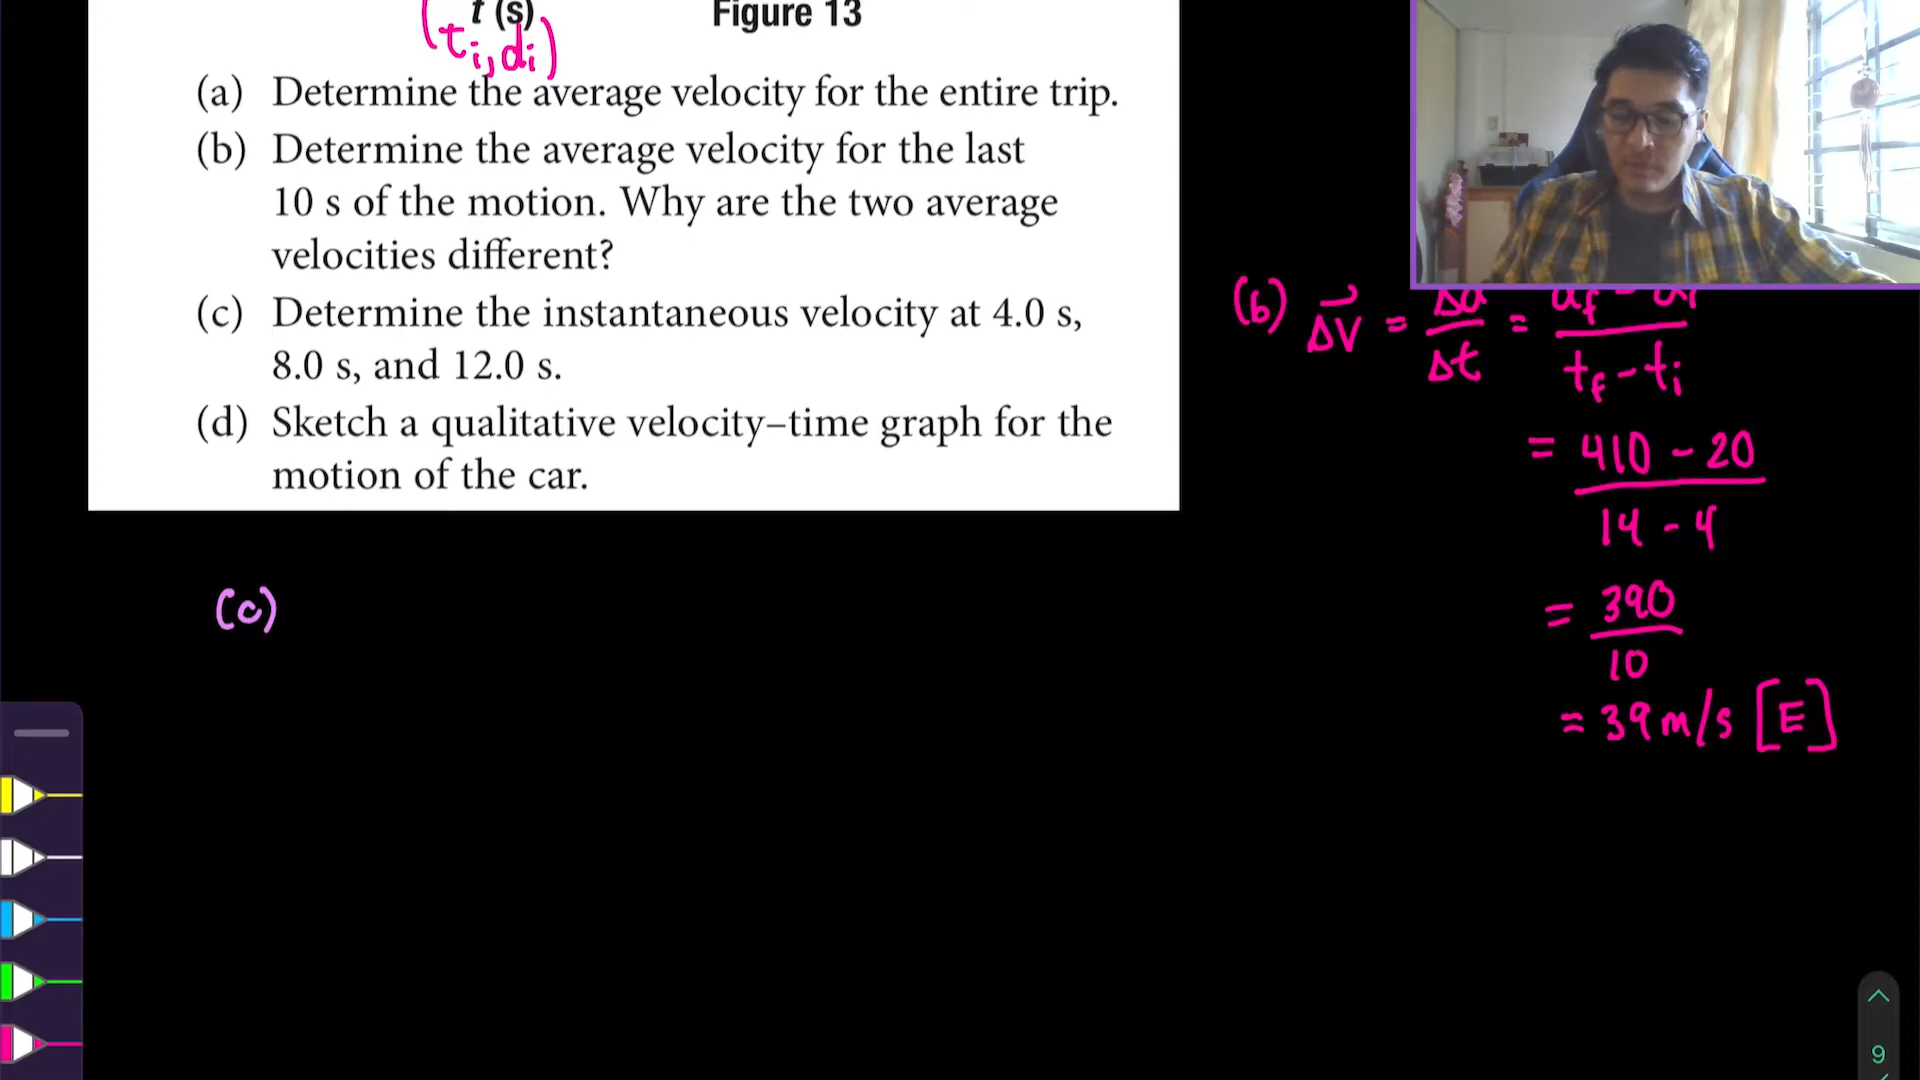 t (s)
Figure 13
(ti, di)
(a) Determine the average velocity for the entire trip.
(b) Determine the average velocity for the last
10 s of the motion. Why are the two average
velocities different?
(c) Determine the instantaneous velocity at 4.0 s,
8.0 s, and 12.0 s.
(d) Sketch a qualitative velocity–time graph for the
motion of the car.
(b) ΔV = Δd / Δt = df - di / tf - ti
= 410 - 20 / 14 - 4
= 390 / 10
= 39 m/s [E]
(c)
9